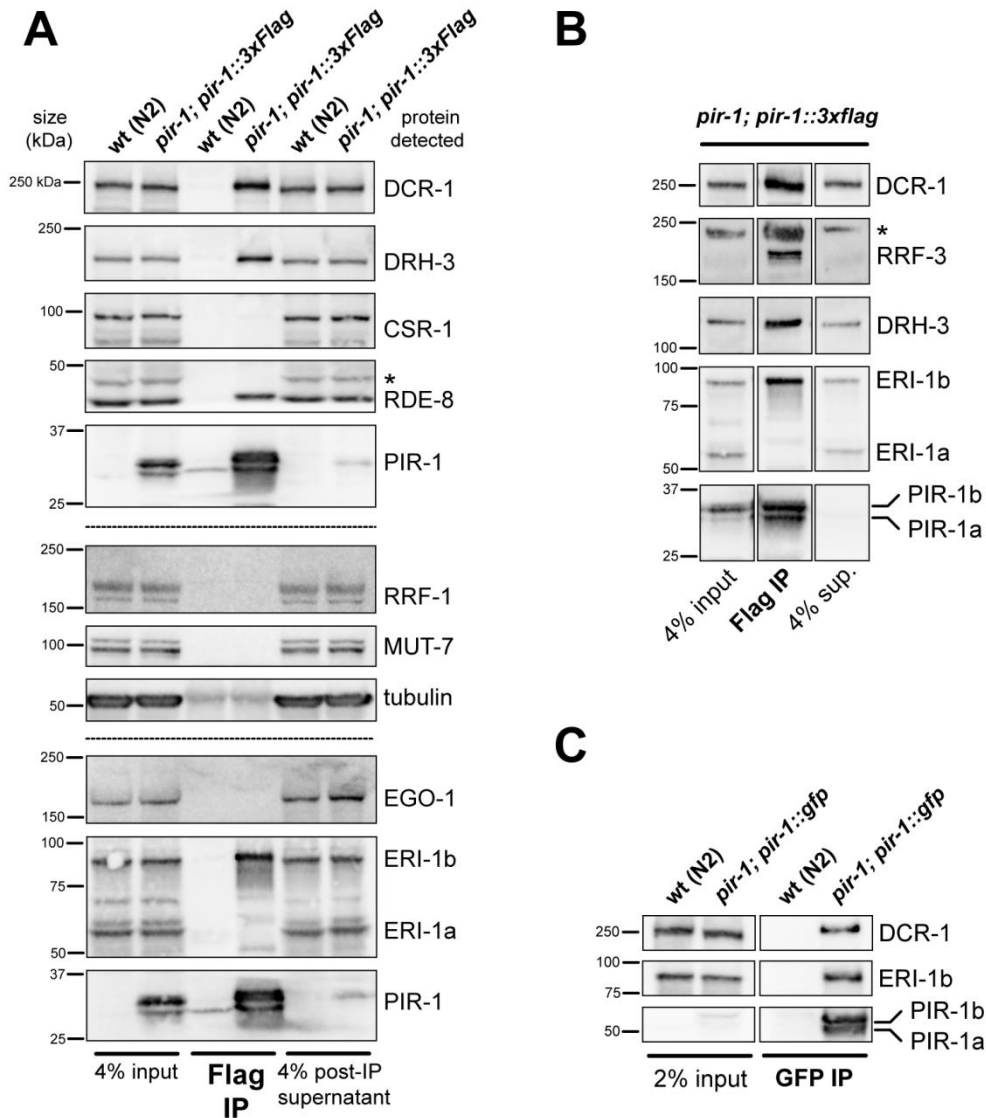 A
size
(kDa)
wt (N2)
pir-1; pir-1::3xFlag
wt (N2)
pir-1; pir-1::3xFlag
wt (N2)
pir-1; pir-1::3xFlag
protein
detected
250 kDa
DCR-1
250
150
DRH-3
100
CSR-1
50
*
RDE-8
37
PIR-1
25
250
RRF-1
150
100
MUT-7
50
tubulin
250
EGO-1
150
100
ERI-1b
75
ERI-1a
50
37
PIR-1
25
4% input
Flag
IP
4% post-IP
supernatant
B
pir-1; pir-1::3xflag
250
DCR-1
250
*
RRF-3
150
DRH-3
100
100
ERI-1b
75
ERI-1a
50
37
PIR-1b
PIR-1a
25
4% input
Flag IP
4% sup.
C
wt (N2)
pir-1; pir-1::gfp
wt (N2)
pir-1; pir-1::gfp
250
DCR-1
100
ERI-1b
75
PIR-1b
50
PIR-1a
2% input
GFP IP